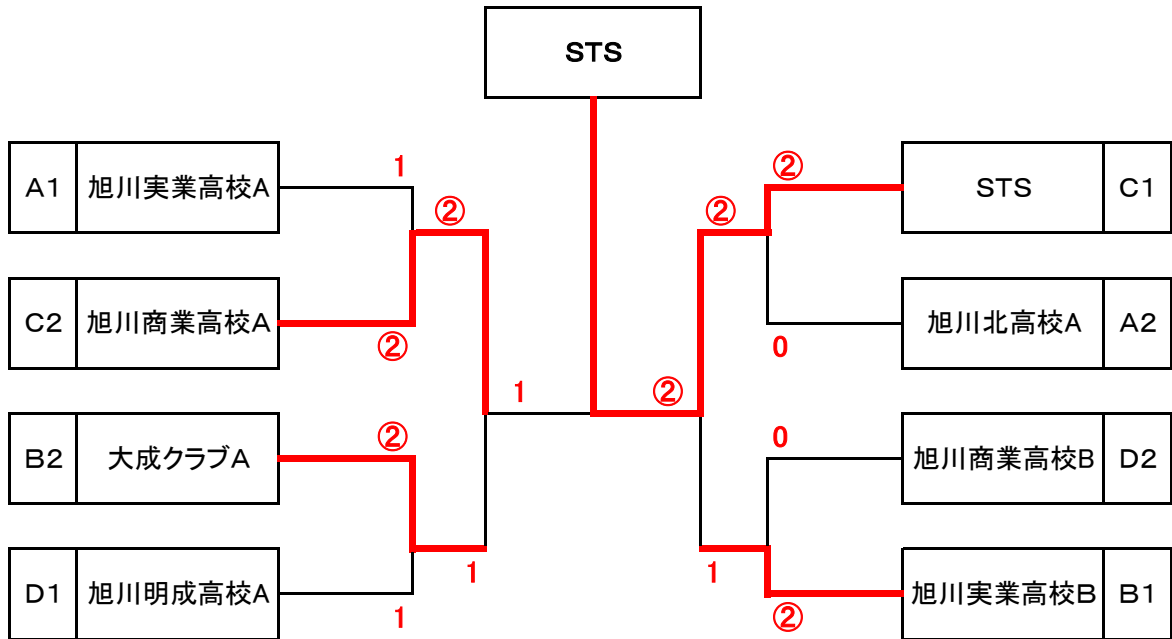 STS
A1 旭川実業高校A 1 ② STS C1
② ②
C2 旭川商業高校A ② 旭川北高校A A2
0
1 ②
B2 大成クラブA ② 0 旭川商業高校B D2
1 1
D1 旭川明成高校A 1 ② 旭川実業高校B B1